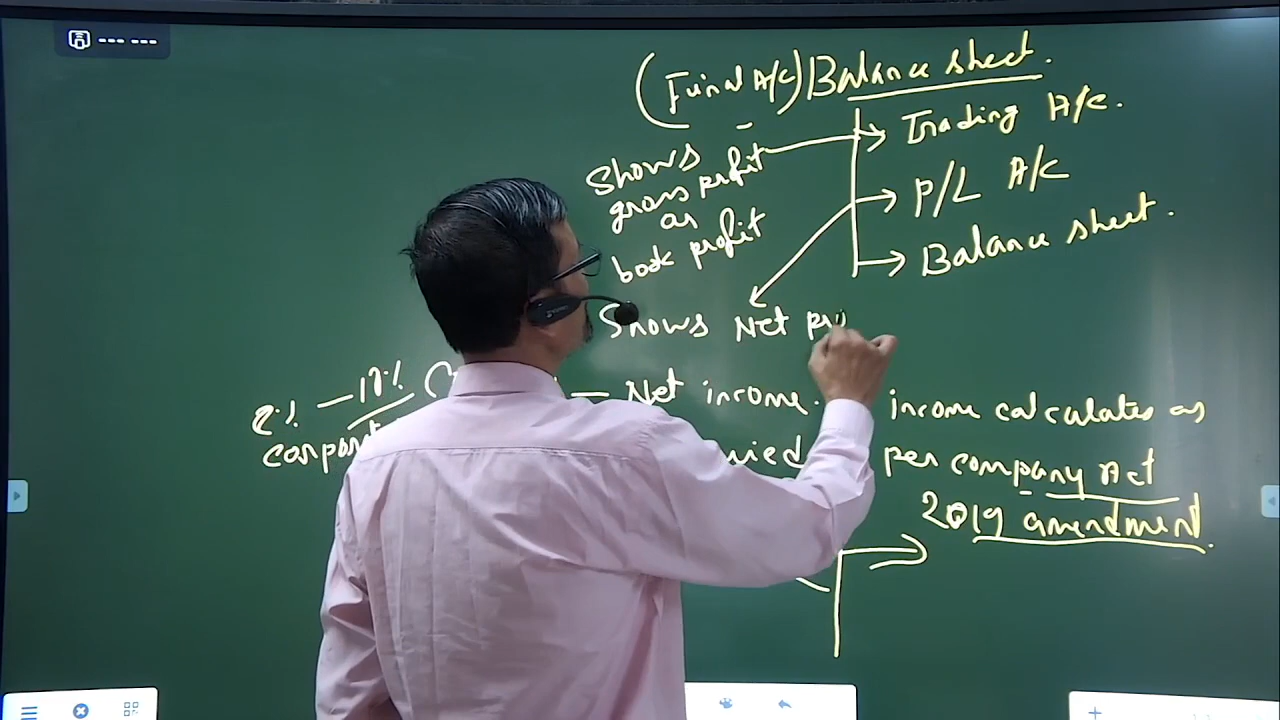 (Final A/C) Balance sheet.
Trading A/c.
Shows
gross profit
as
book profit
P/L A/C
Balance sheet.
Shows Net pro
2% — 17%
— Net income. income calculates as
per company Act
2019 amendment.